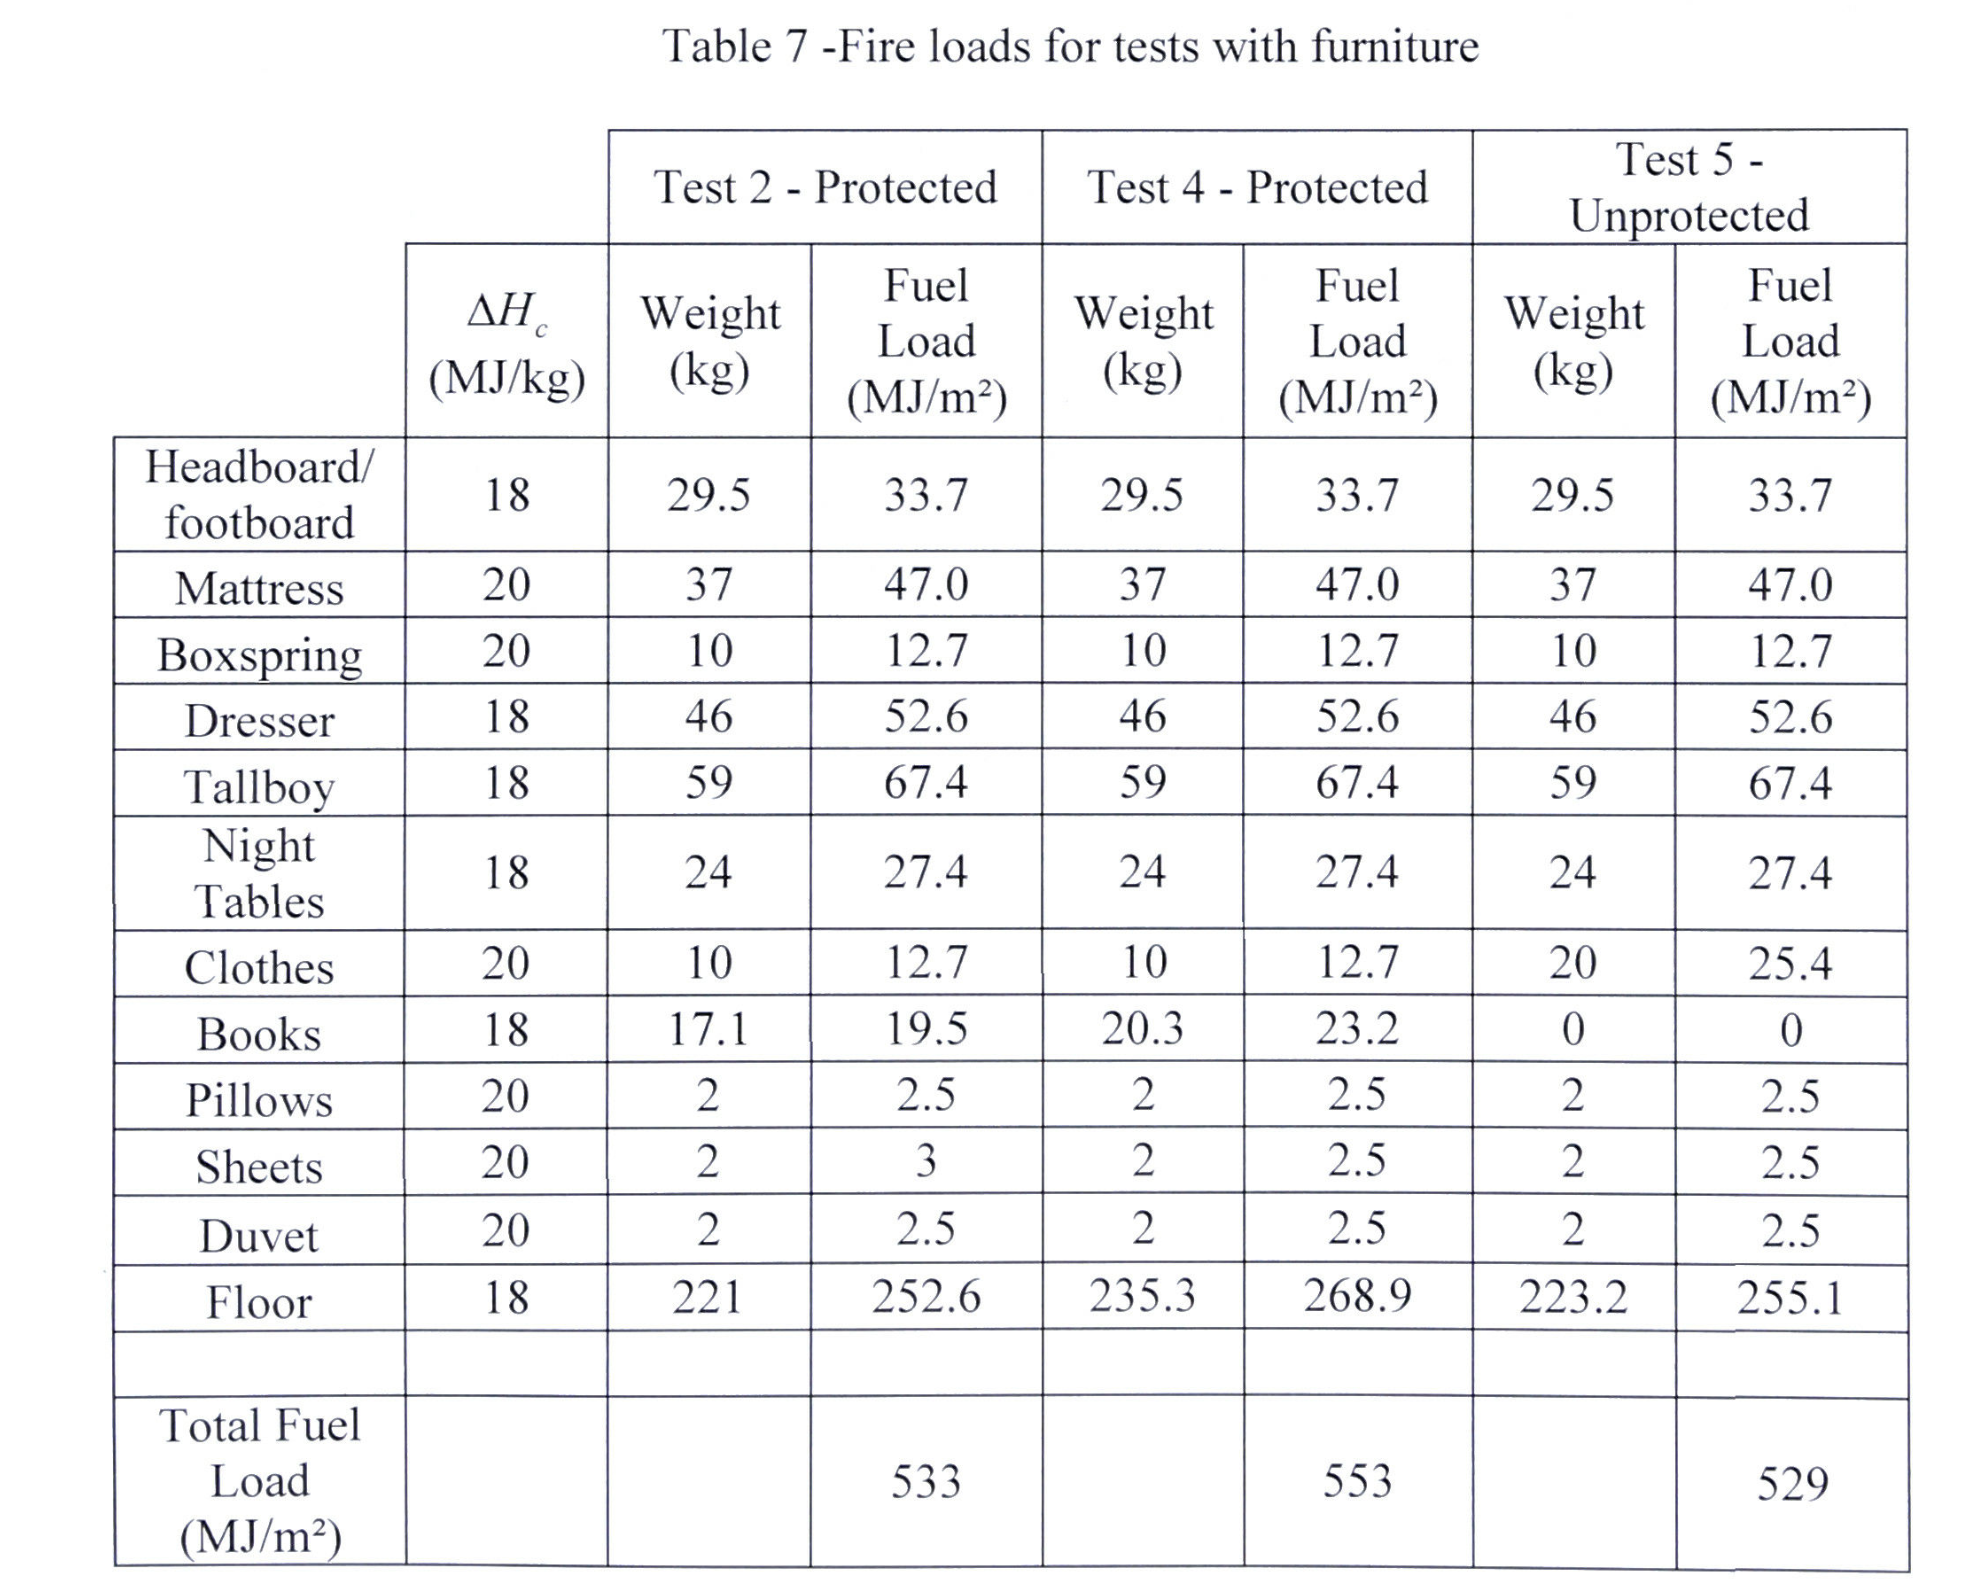 Table 7 -Fire loads for tests with furniture
Test 2 - Protected Test 4 - Protected Test 5 -
Unprotected
ΔHc
(MJ/kg) Weight
(kg) Fuel
Load
(MJ/m²) Weight
(kg) Fuel
Load
(MJ/m²) Weight
(kg) Fuel
Load
(MJ/m²)
Headboard/
footboard 18 29.5 33.7 29.5 33.7 29.5 33.7
Mattress 20 37 47.0 37 47.0 37 47.0
Boxspring 20 10 12.7 10 12.7 10 12.7
Dresser 18 46 52.6 46 52.6 46 52.6
Tallboy 18 59 67.4 59 67.4 59 67.4
Night
Tables 18 24 27.4 24 27.4 24 27.4
Clothes 20 10 12.7 10 12.7 20 25.4
Books 18 17.1 19.5 20.3 23.2 0 0
Pillows 20 2 2.5 2 2.5 2 2.5
Sheets 20 2 3 2 2.5 2 2.5
Duvet 20 2 2.5 2 2.5 2 2.5
Floor 18 221 252.6 235.3 268.9 223.2 255.1
Total Fuel
Load
(MJ/m²) 533 553 529